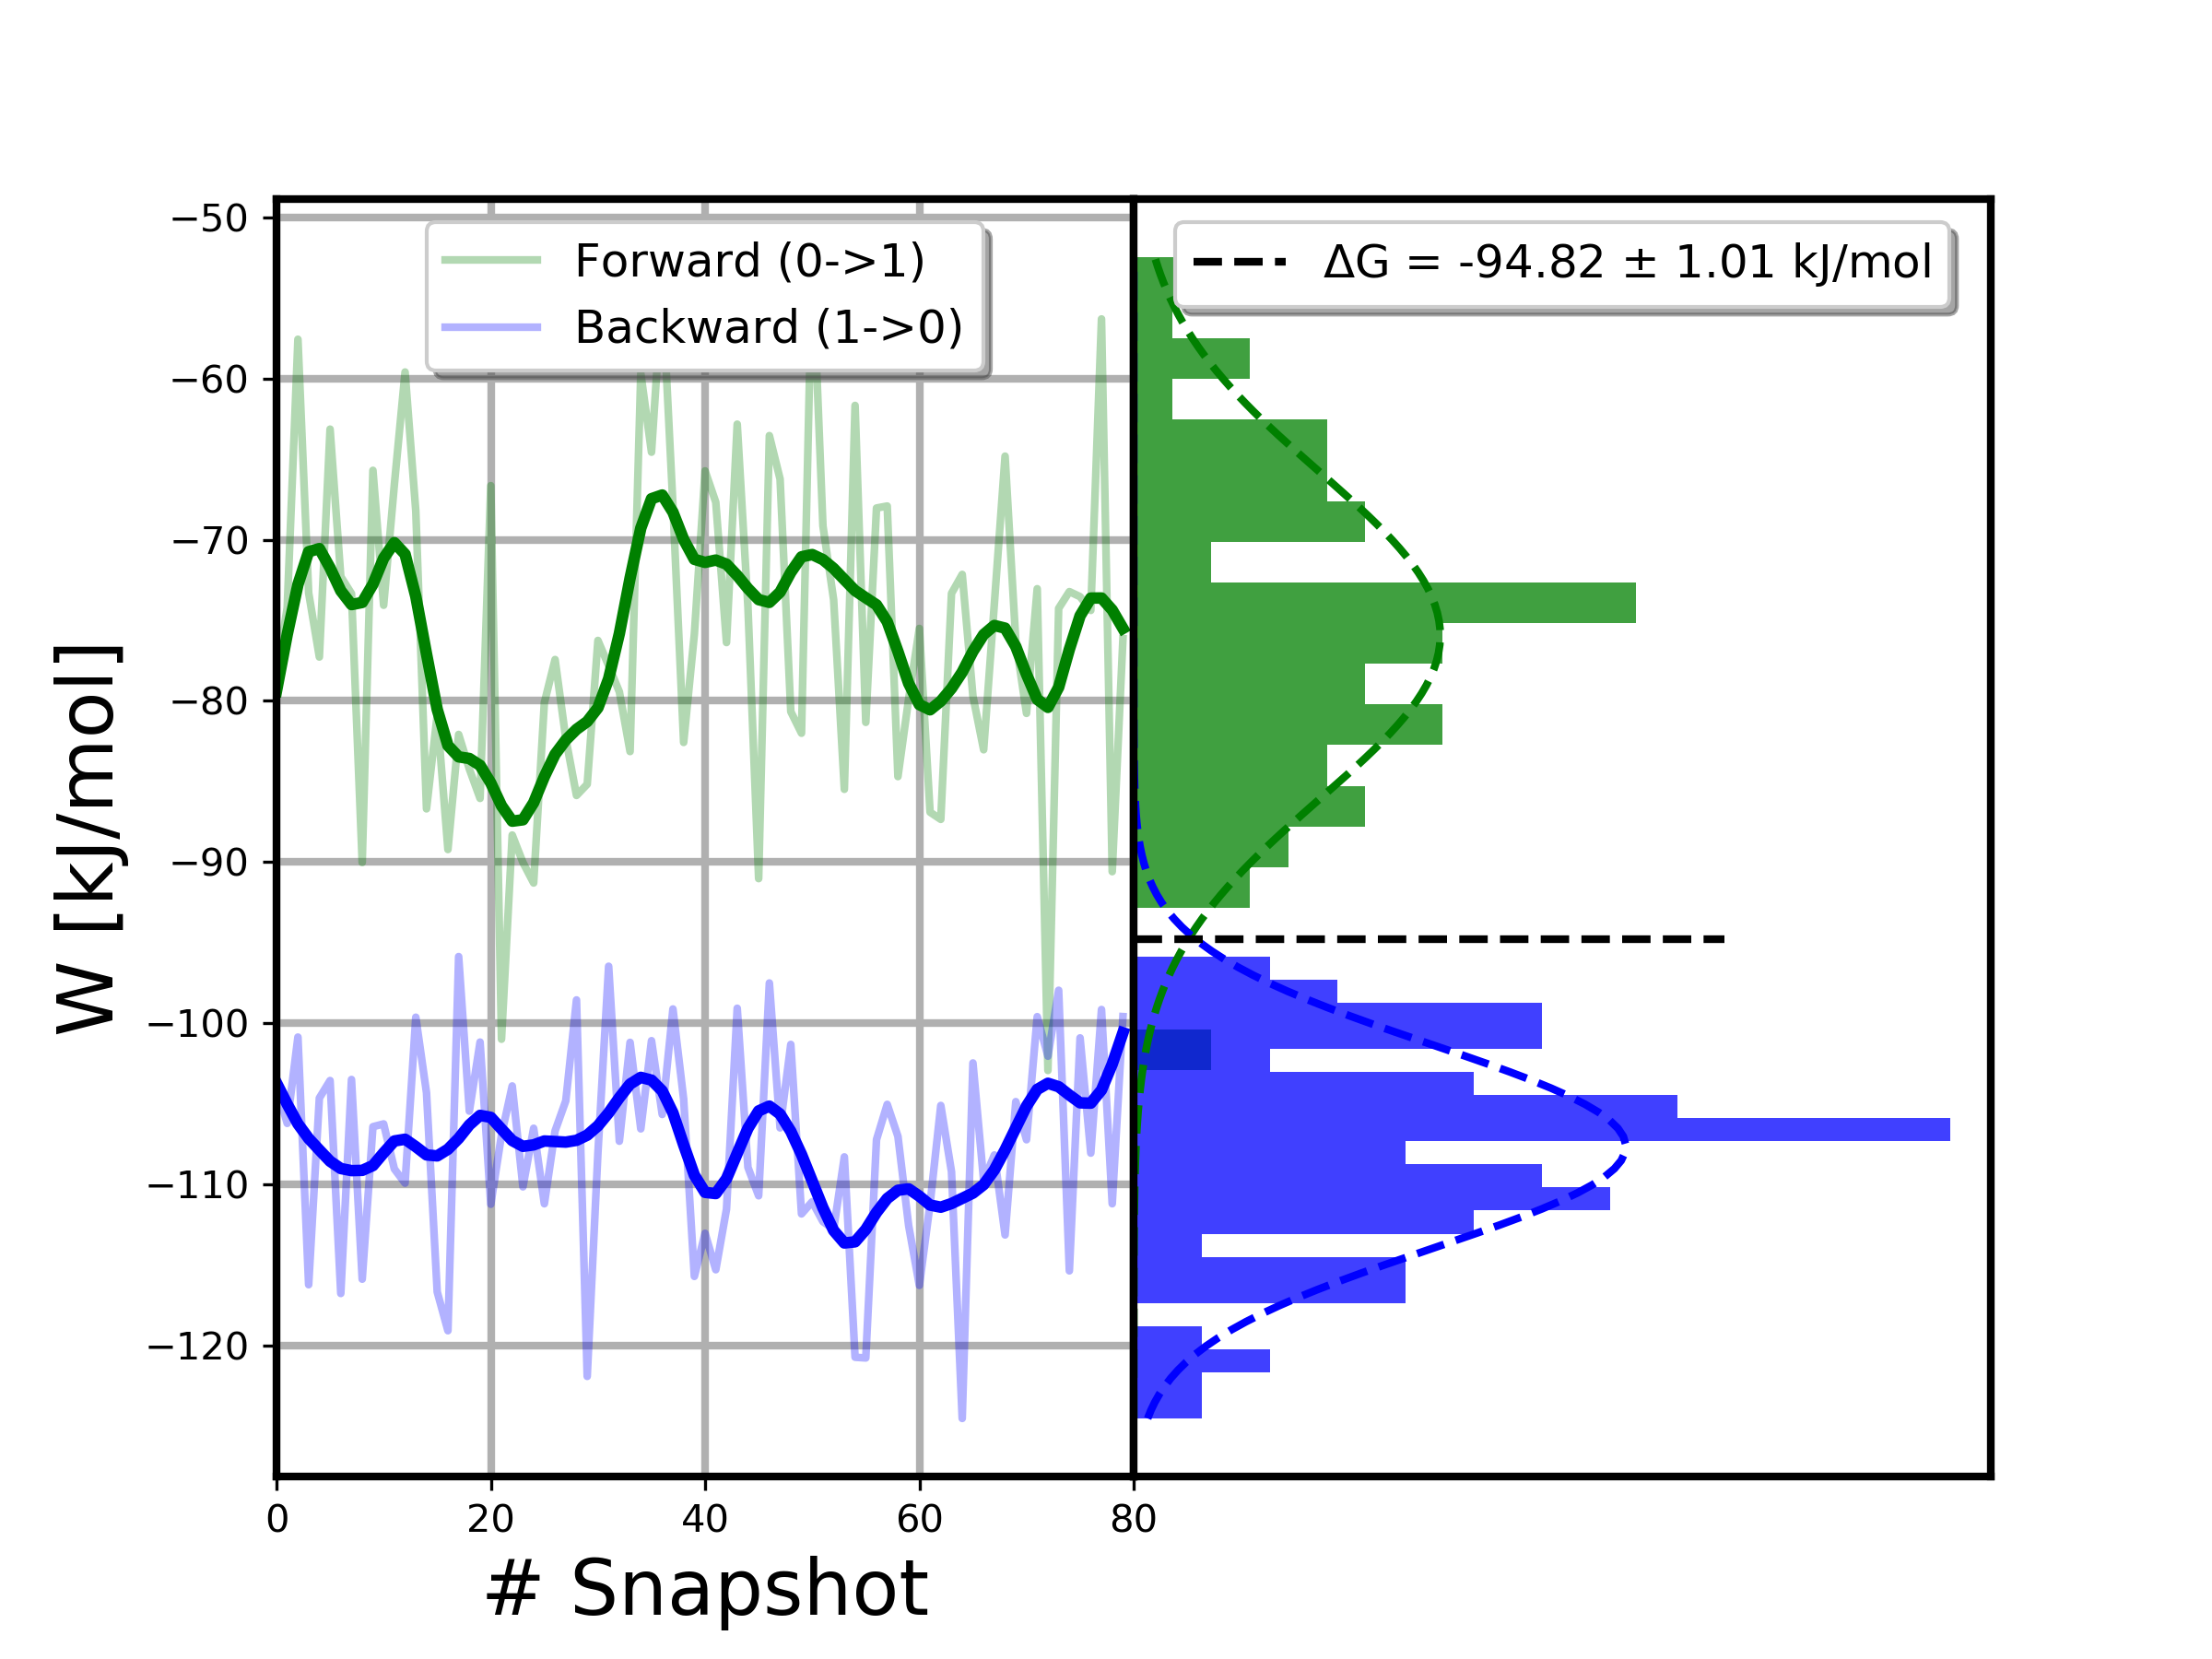 −50
−60
−70
−80
−90
−100
−110
−120
W [kJ/mol]
Forward (0->1)
Backward (1->0)
ΔG = -94.82 ± 1.01 kJ/mol
0 20 40 60 80
# Snapshot